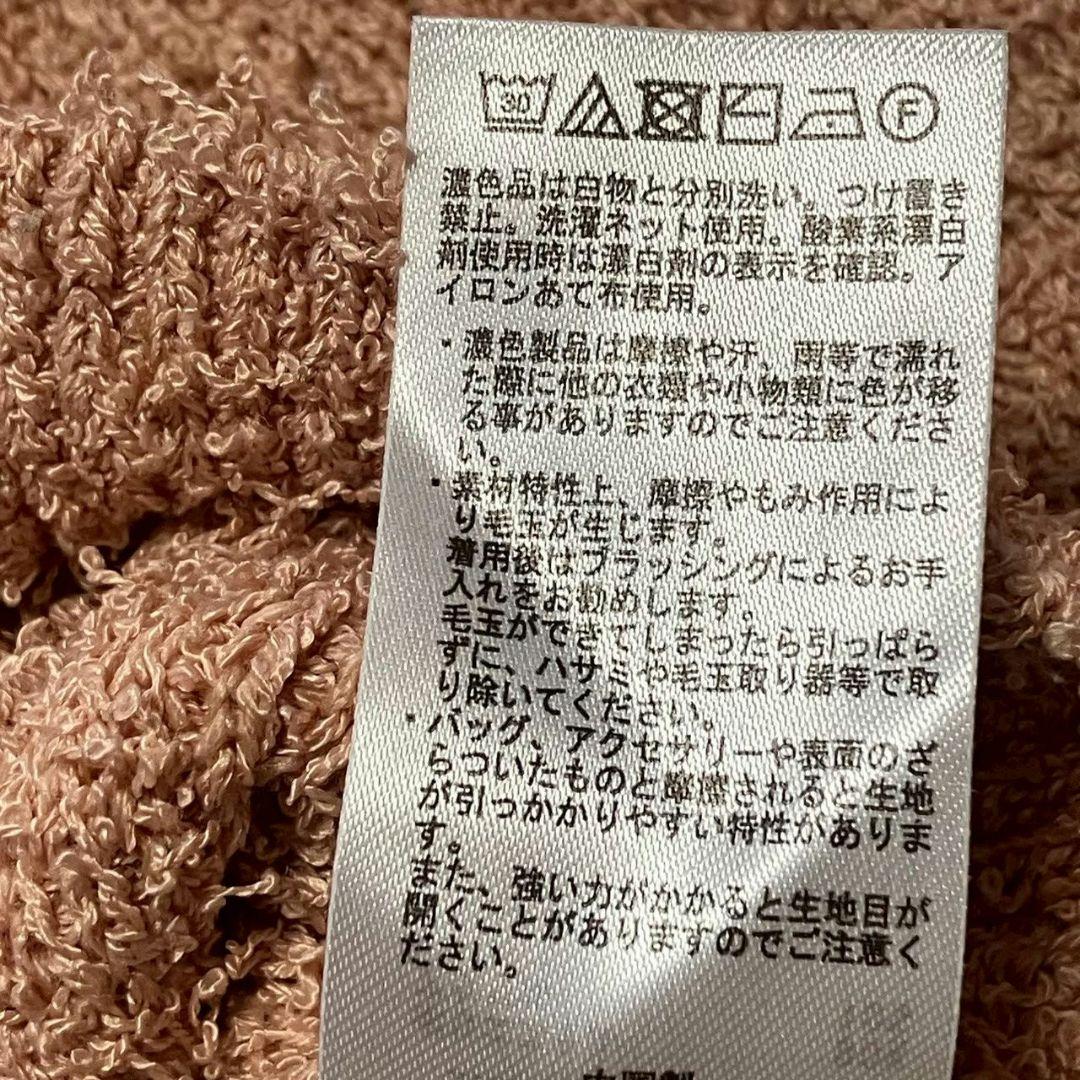 30 F
濃色品は白物と分別洗い。つけ置き
禁止。洗濯ネット使用。酸素系漂白
剤使用時は漂白剤の表示を確認。ア
イロンあて布使用。
・濃色製品は摩擦や汗、雨等で濡れ
た際に他の衣類や小物類に色が移
る事がありますのでご注意くださ
い。
・素材特性上、摩擦やもみ作用によ
り毛玉が生じます。
着用後はブラッシングによるお手
入れをお勧めします。
毛玉ができてしまったら引っぱら
ずに、ハサミや毛玉取り器等で取
り除いてください。
・バッグ、アクセサリーや表面のざ
らついたものと摩擦されると生地
が引っかかりやすい特性がありま
す。
また、強い力がかかると生地目が
開くことがありますのでご注意く
ださい。